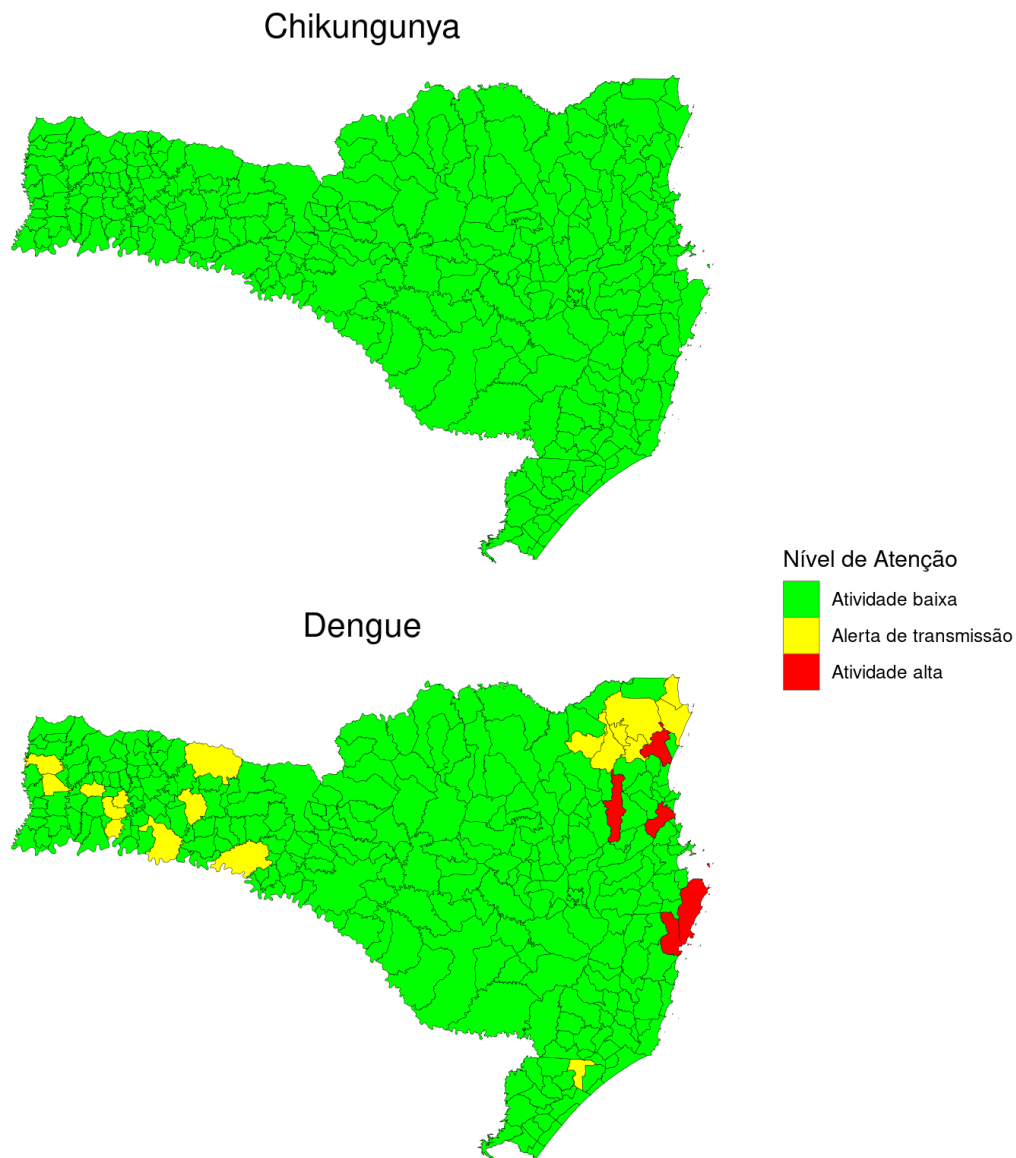 Chikungunya
Nível de Atenção
Atividade baixa
Dengue
Alerta de transmissão
Atividade alta